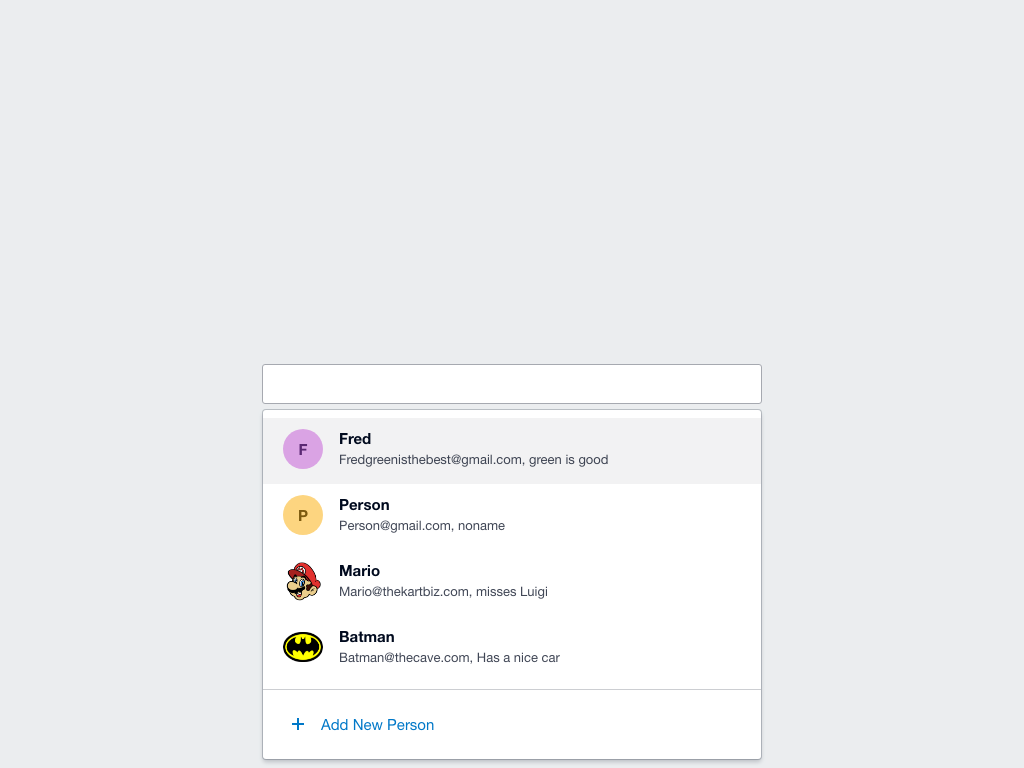 F
Fred
Fredgreenisthebest@gmail.com, green is good
P
Person
Person@gmail.com, noname
Mario
Mario@thekartbiz.com, misses Luigi
Batman
Batman@thecave.com, Has a nice car
+ Add New Person